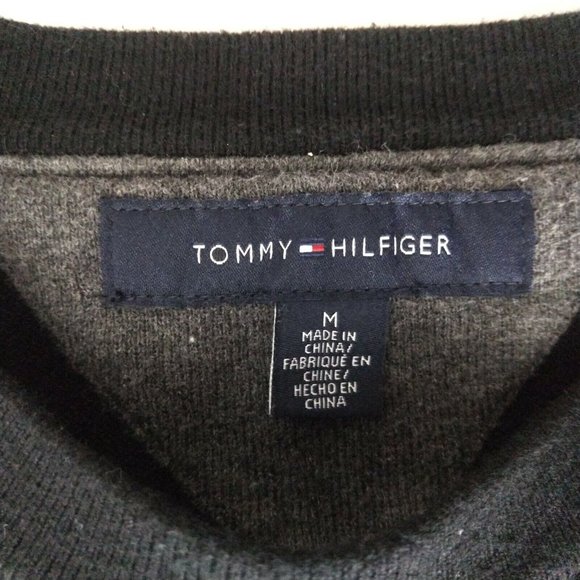 TOMMY HILFIGER
M
MADE IN
CHINA/
FABRIQUÉ EN
CHINE/
HECHO EN
CHINA